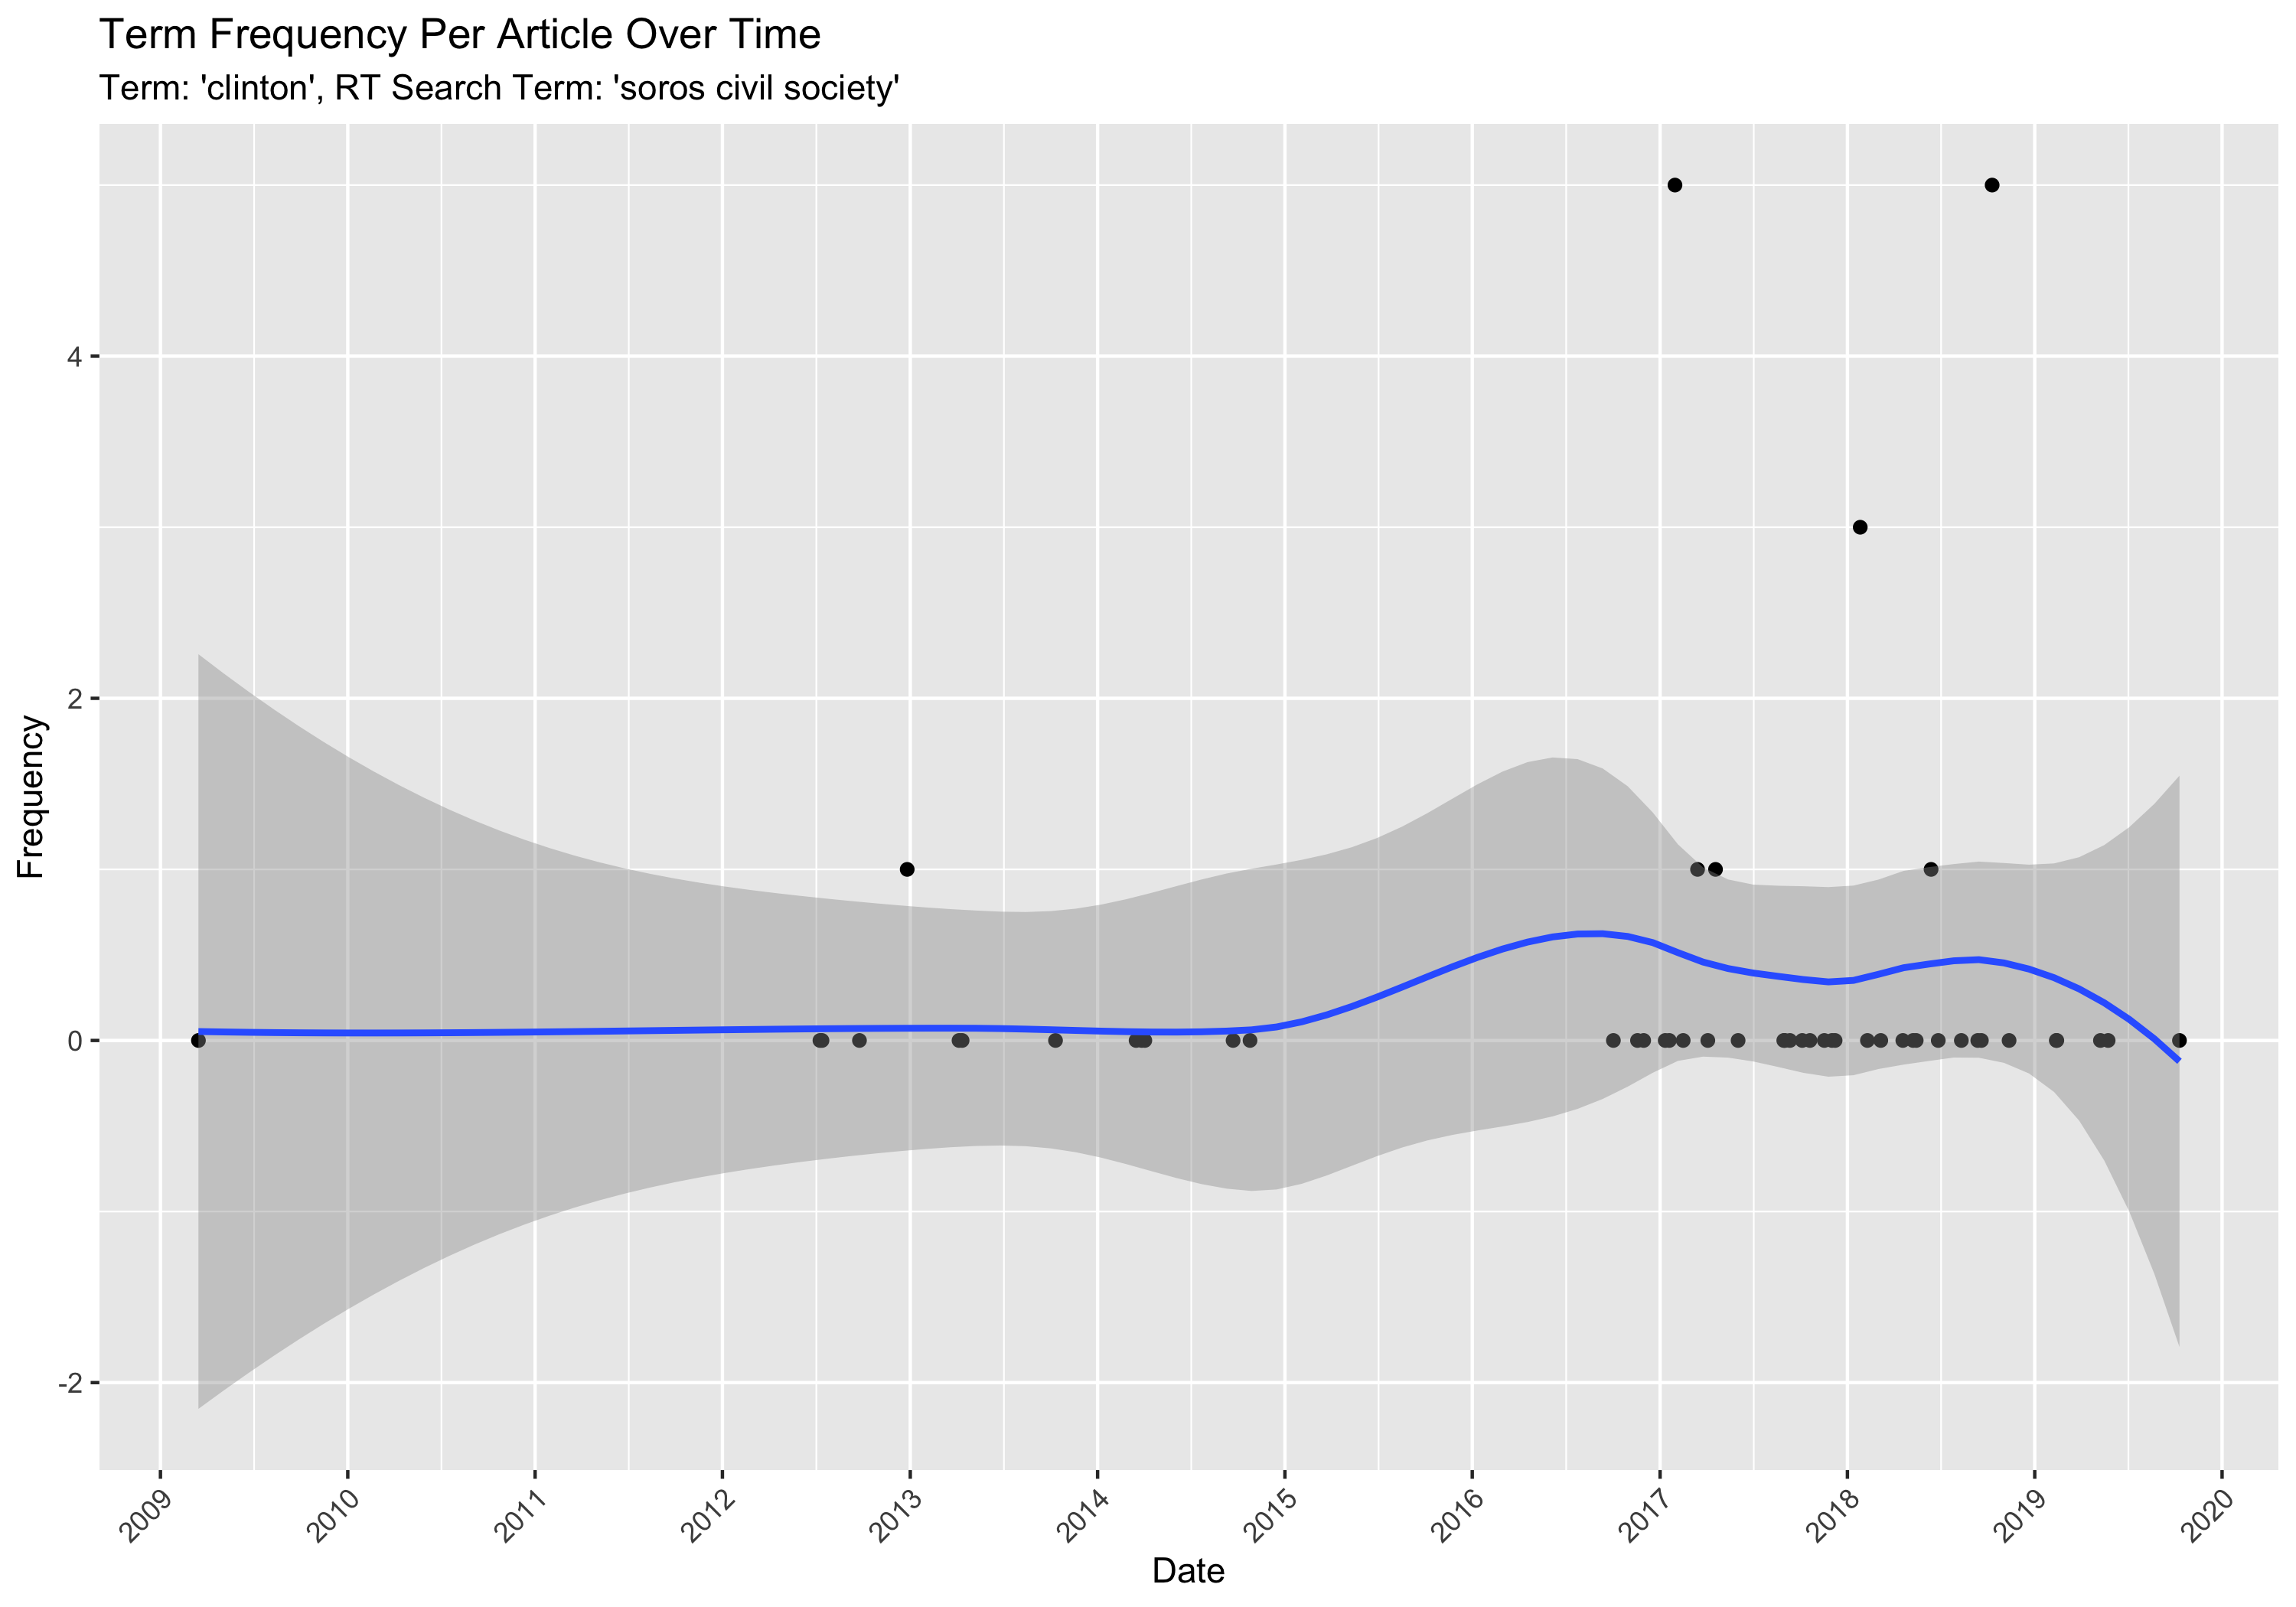 Term Frequency Per Article Over Time
Term: 'clinton', RT Search Term: 'soros civil society'
Frequency
4
2
0
-2
2009 2010 2011 2012 2013 2014 2015 2016 2017 2018 2019 2020
Date